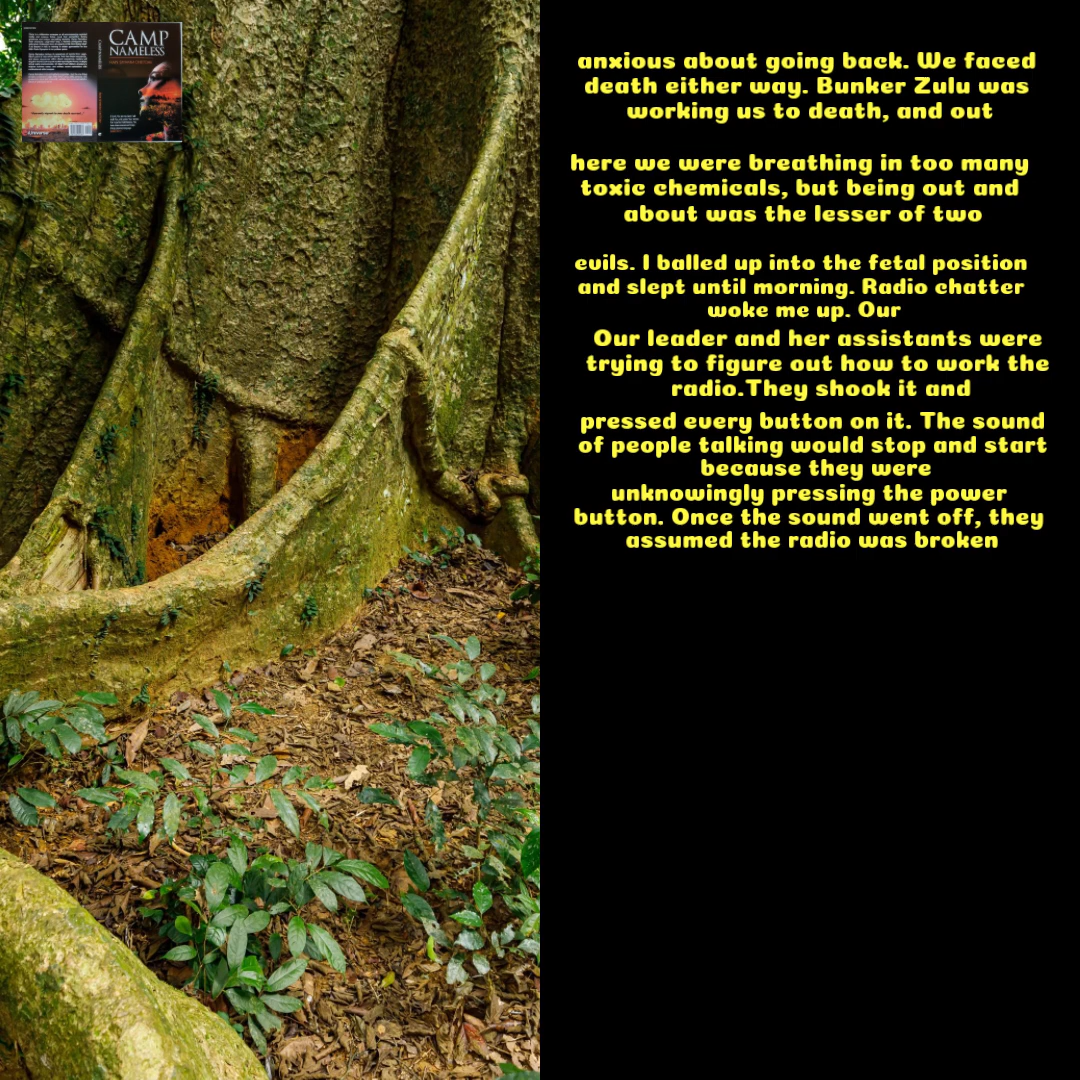 CAMP
NAMELESS
iUniverse
anxious about going back. We faced
death either way. Bunker Zulu was
working us to death, and out
here we were breathing in too many
toxic chemicals, but being out and
about was the lesser of two
evils. I balled up into the fetal position
and slept until morning. Radio chatter
woke me up. Our
Our leader and her assistants were
trying to figure out how to work the
radio.They shook it and
pressed every button on it. The sound
of people talking would stop and start
because they were
unknowingly pressing the power
button. Once the sound went off, they
assumed the radio was broken